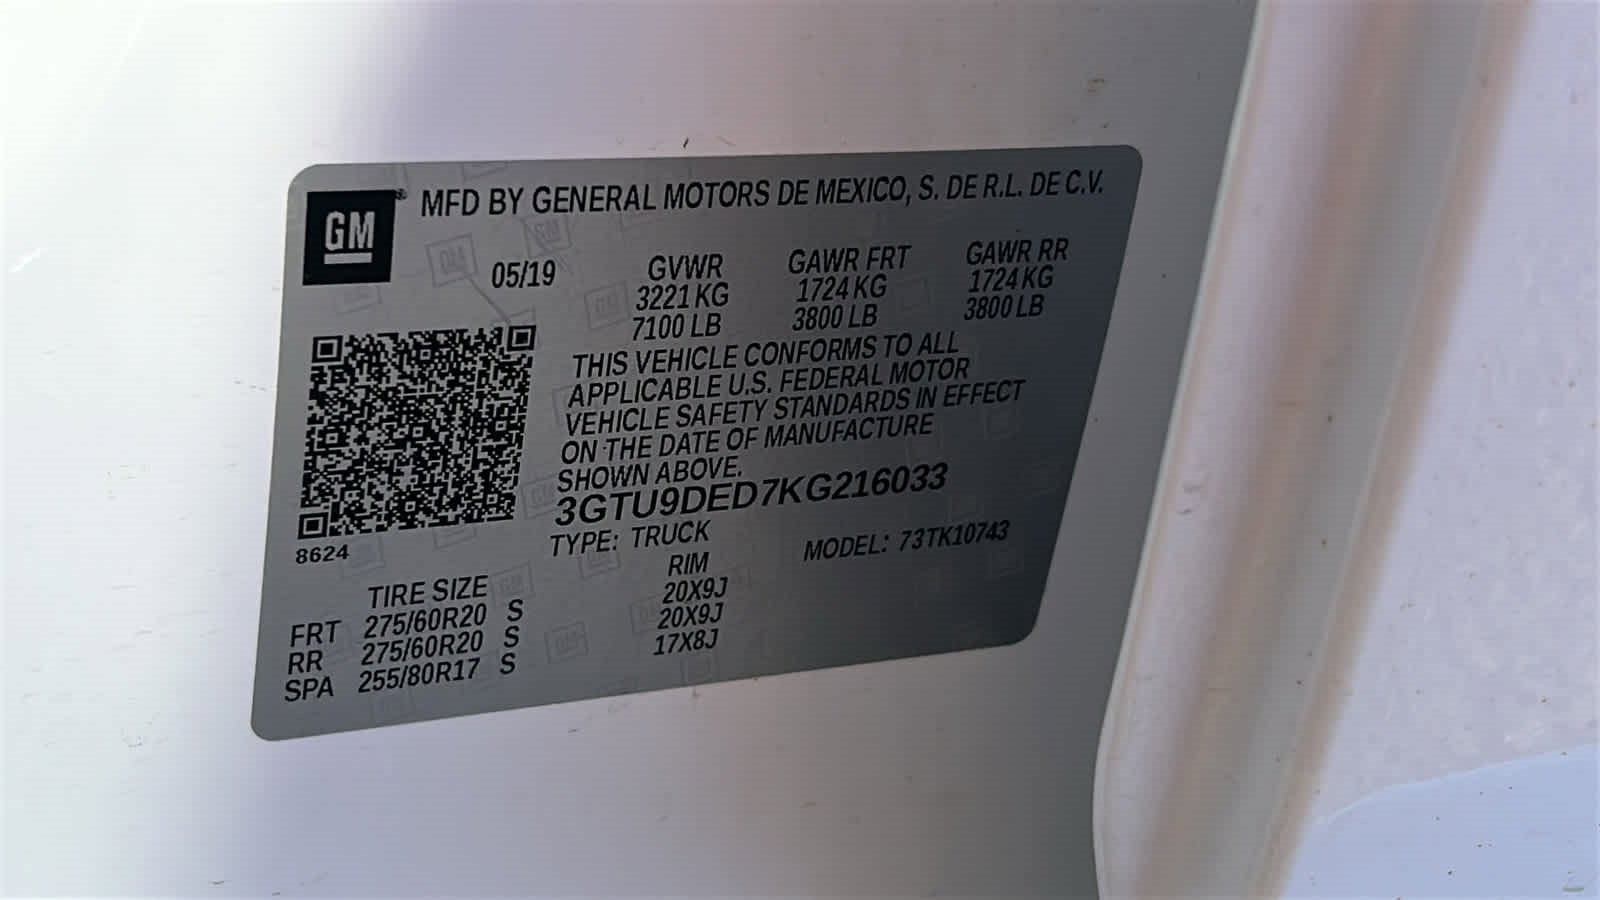 GM® MFD BY GENERAL MOTORS DE MEXICO, S. DE R.L. DE C.V.
05/19 GVWR GAWR FRT GAWR RR
3221 KG 1724 KG 1724 KG
7100 LB 3800 LB 3800 LB
THIS VEHICLE CONFORMS TO ALL
APPLICABLE U.S. FEDERAL MOTOR
VEHICLE SAFETY STANDARDS IN EFFECT
ON THE DATE OF MANUFACTURE
SHOWN ABOVE.
3GTU9DED7KG216033
8624 TYPE: TRUCK MODEL: 73TK10743
TIRE SIZE RIM
FRT 275/60R20 S 20X9J
RR 275/60R20 S 20X9J
SPA 255/80R17 S 17X8J